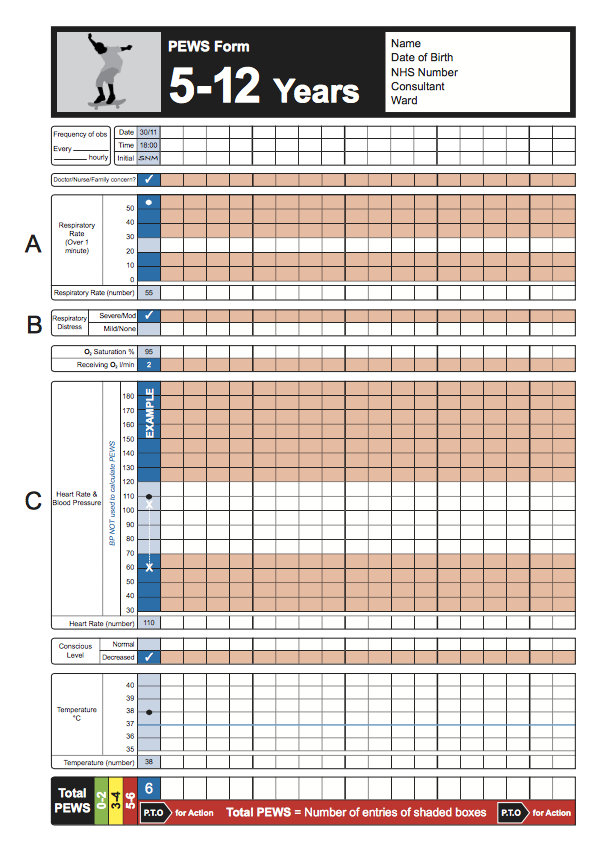 PEWS Form
5-12 Years
Name
Date of Birth
NHS Number
Consultant
Ward
Frequency of obs
Every
hourly
Date 30/11
Time 18:00
Initial SNM
Doctor/Nurse/Family concern? ✓
A
Respiratory
Rate
(Over 1
minute)
50
40
30
20
10
0
Respiratory Rate (number) 55
B
Respiratory
Distress
Severe/Mod ✓
Mild/None
O₂ Saturation % 95
Receiving O₂ l/min 2
C
Heart Rate &
Blood Pressure
BP NOT used to calculate PEWS
EXAMPLE
180
170
160
150
140
130
120
110
X
100
90
80
70
60 X
50
40
30
Heart Rate (number) 110
Conscious
Level
Normal
Decreased ✓
Temperature
°C
40
39
38
37
36
35
Temperature (number) 38
Total
PEWS
0-2
3-4
5-6
6
P.T.O for Action
Total PEWS = Number of entries of shaded boxes
P.T.O for Action